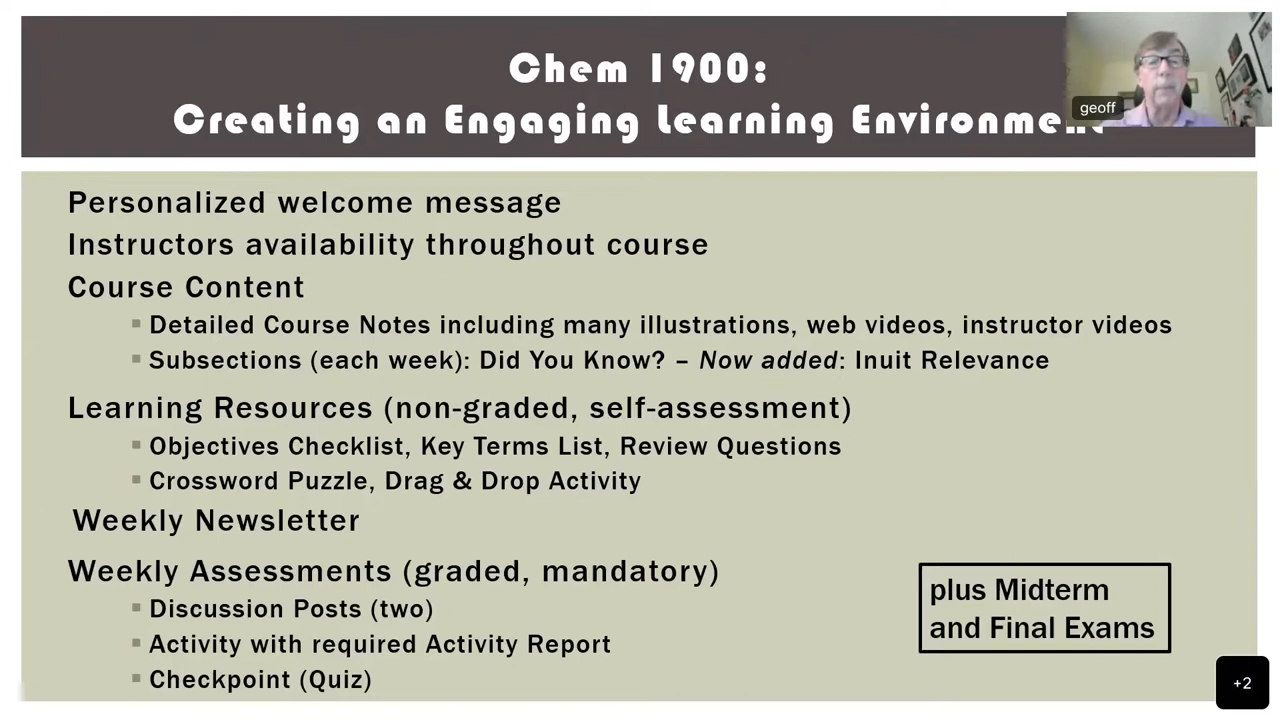 Chem 1900:
Creating an Engaging Learning Environment
geoff
Personalized welcome message
Instructors availability throughout course
Course Content
Detailed Course Notes including many illustrations, web videos, instructor videos
Subsections (each week): Did You Know? – Now added: Inuit Relevance
Learning Resources (non-graded, self-assessment)
Objectives Checklist, Key Terms List, Review Questions
Crossword Puzzle, Drag & Drop Activity
Weekly Newsletter
Weekly Assessments (graded, mandatory)
Discussion Posts (two)
Activity with required Activity Report
Checkpoint (Quiz)
plus Midterm
and Final Exams
+2